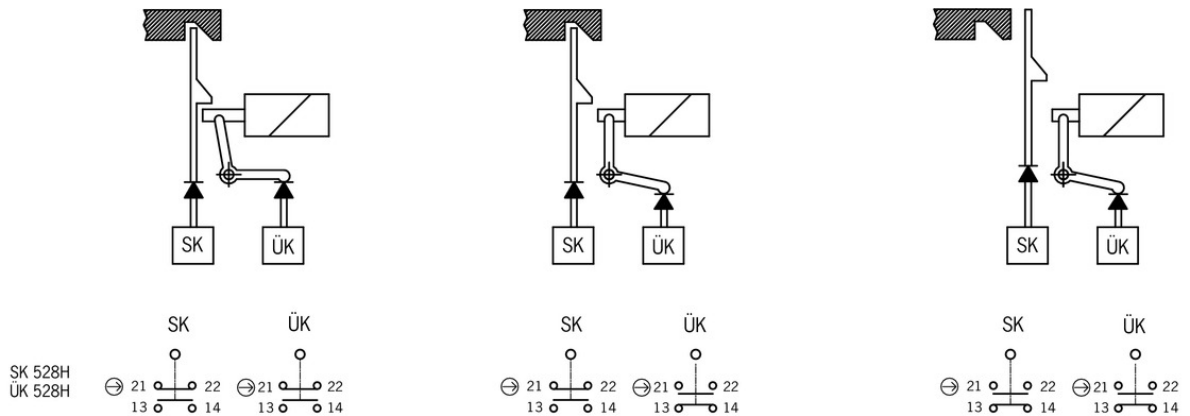 SK ÜK SK ÜK SK ÜK
SK ÜK SK ÜK SK ÜK
SK 528H
ÜK 528H
21 22 21 22 21 22 21 22 21 22 21 22
13 14 13 14 13 14 13 14 13 14 13 14